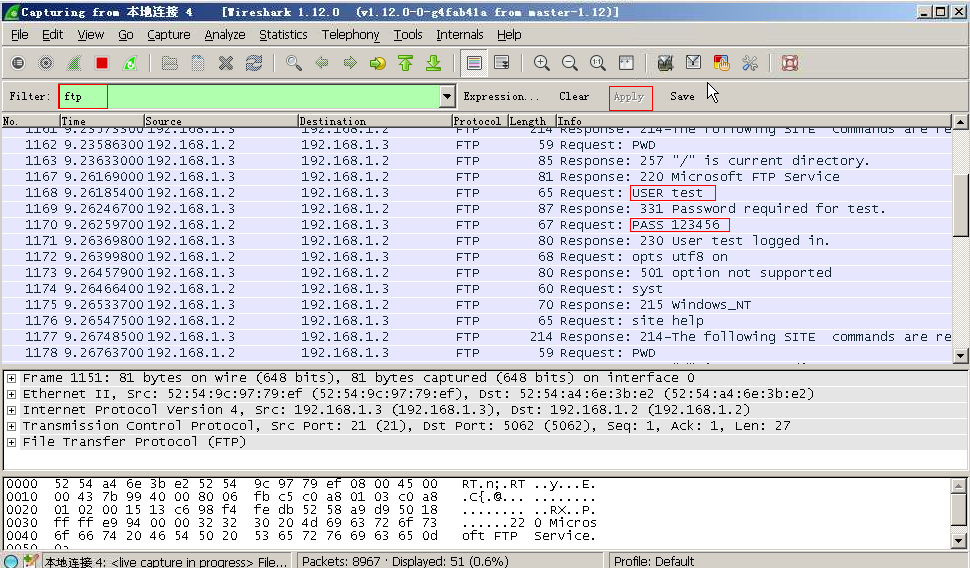 Capturing from 本地连接 4 [Wireshark 1.12.0 (v1.12.0-0-g4fab41a from master-1.12)]
File Edit View Go Capture Analyze Statistics Telephony Tools Internals Help
Filter: ftp Expression... Clear Apply Save
No. Time Source Destination Protocol Length Info
1161 9.23573300 192.168.1.3 192.168.1.2 FTP 214 Response: 214-The following SITE commands are re
1162 9.23586300 192.168.1.2 192.168.1.3 FTP 59 Request: PWD
1163 9.23633000 192.168.1.3 192.168.1.2 FTP 85 Response: 257 "/" is current directory.
1167 9.26169000 192.168.1.3 192.168.1.2 FTP 81 Response: 220 Microsoft FTP Service
1168 9.26185400 192.168.1.2 192.168.1.3 FTP 65 Request: USER test
1169 9.26246700 192.168.1.3 192.168.1.2 FTP 87 Response: 331 Password required for test.
1170 9.26259700 192.168.1.2 192.168.1.3 FTP 67 Request: PASS 123456
1171 9.26369800 192.168.1.3 192.168.1.2 FTP 80 Response: 230 User test logged in.
1172 9.26399800 192.168.1.2 192.168.1.3 FTP 68 Request: opts utf8 on
1173 9.26457900 192.168.1.3 192.168.1.2 FTP 80 Response: 501 option not supported
1174 9.26466400 192.168.1.2 192.168.1.3 FTP 60 Request: syst
1175 9.26533700 192.168.1.3 192.168.1.2 FTP 70 Response: 215 Windows_NT
1176 9.26547500 192.168.1.2 192.168.1.3 FTP 65 Request: site help
1177 9.26748500 192.168.1.3 192.168.1.2 FTP 214 Response: 214-The following SITE commands are re
1178 9.26763700 192.168.1.2 192.168.1.3 FTP 59 Request: PWD
Frame 1151: 81 bytes on wire (648 bits), 81 bytes captured (648 bits) on interface 0
Ethernet II, Src: 52:54:9c:97:79:ef (52:54:9c:97:79:ef), Dst: 52:54:a4:6e:3b:e2 (52:54:a4:6e:3b:e2)
Internet Protocol Version 4, Src: 192.168.1.3 (192.168.1.3), Dst: 192.168.1.2 (192.168.1.2)
Transmission Control Protocol, Src Port: 21 (21), Dst Port: 5062 (5062), Seq: 1, Ack: 1, Len: 27
File Transfer Protocol (FTP)
0000 52 54 a4 6e 3b e2 52 54 9c 97 79 ef 08 00 45 00 RT.n;.RT ..y...E.
0010 00 43 7b 99 40 00 80 06 fb c5 c0 a8 01 03 c0 a8 .C{.@... ........
0020 01 02 00 15 13 c6 98 f4 fe db 52 58 a9 d9 50 18 ........ ..RX..P.
0030 ff ff e9 94 00 00 32 32 30 20 4d 69 63 72 6f 73 ......22 0 Micros
0040 6f 66 74 20 46 54 50 20 53 65 72 76 69 63 65 0d oft FTP Service.
0050 0a
本地连接 4: <live capture in progress> File... Packets: 8967 · Displayed: 51 (0.6%) Profile: Default